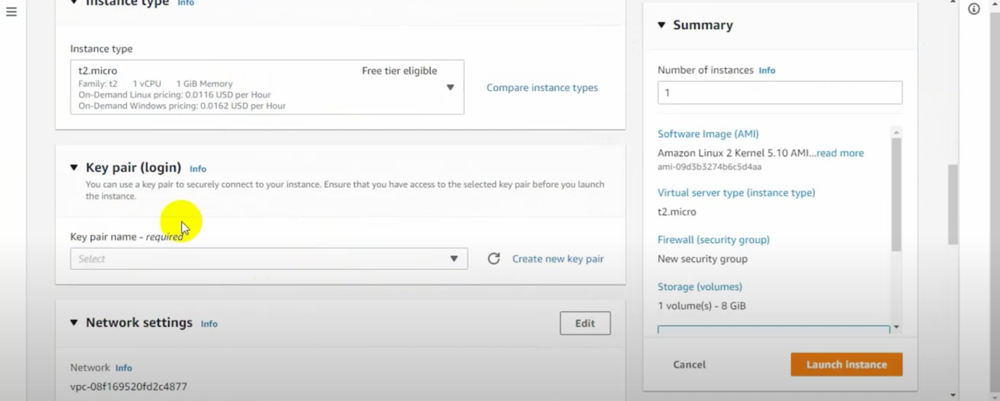 Instance type Info
Instance type
t2.micro Free tier eligible
Family: t2 1 vCPU 1 GiB Memory
On-Demand Linux pricing: 0.0116 USD per Hour
On-Demand Windows pricing: 0.0162 USD per Hour
Compare instance types
Key pair (login) Info
You can use a key pair to securely connect to your instance. Ensure that you have access to the selected key pair before you launch
the instance.
Key pair name - required
Select
Create new key pair
Network settings Info
Edit
Network Info
vpc-08f169520fd2c4877
Summary
Number of instances Info
1
Software Image (AMI)
Amazon Linux 2 Kernel 5.10 AMI...read more
ami-09d3b3274b6c5d4aa
Virtual server type (instance type)
t2.micro
Firewall (security group)
New security group
Storage (volumes)
1 volume(s) - 8 GiB
Cancel
Launch instance